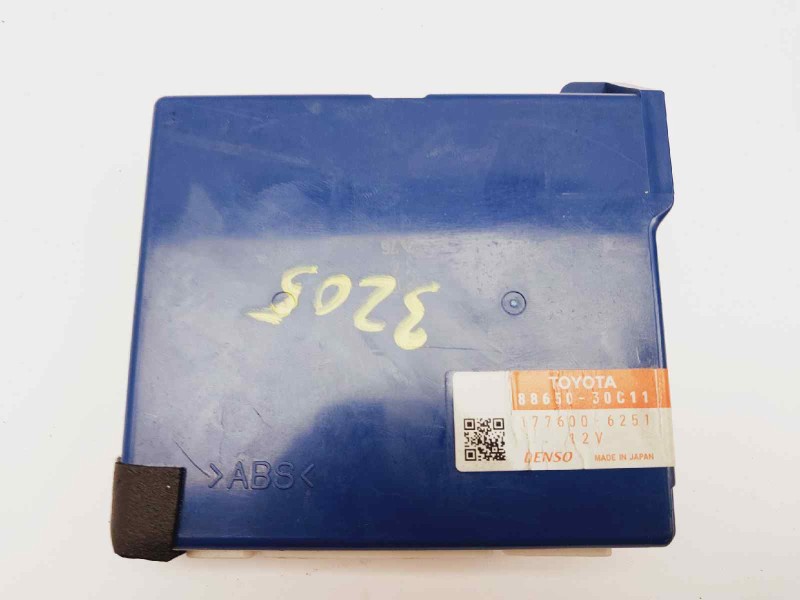 3205
TOYOTA
88650-30C11
177600-6251
12V
DENSO MADE IN JAPAN
>ABS<